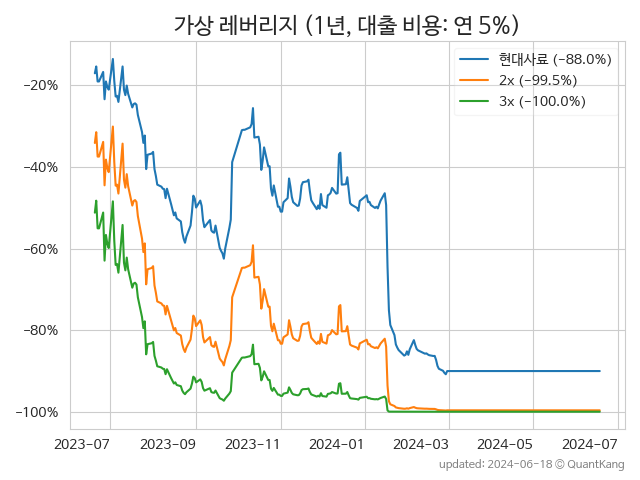 가상 레버리지 (1년, 대출 비용: 연 5%)
현대사료 (−88.0%)
2x (−99.5%)
3x (−100.0%)
−20%
−40%
−60%
−80%
−100%
2023-07 2023-09 2023-11 2024-01 2024-03 2024-05 2024-07
updated: 2024-06-18 © QuantKang